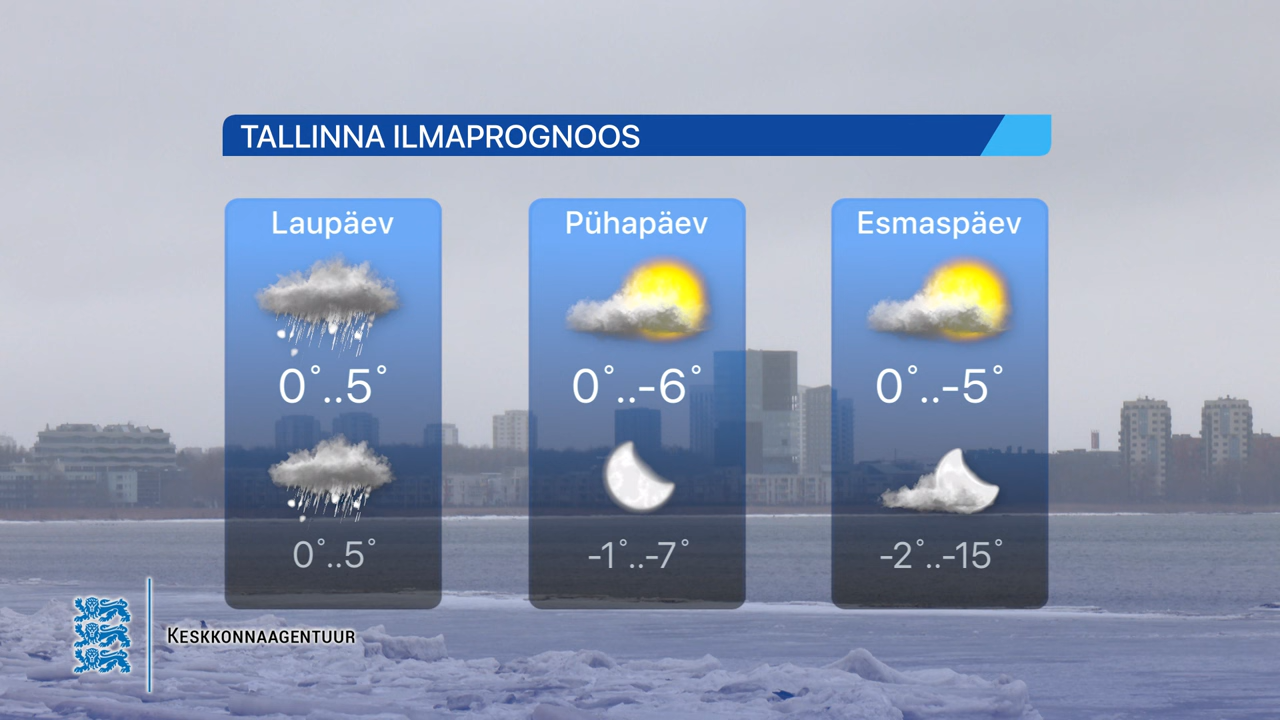 TALLINNA ILMAPROGNOOS
Laupäev
0°..5°
0°..5°
Pühapäev
0°..-6°
-1°..-7°
Esmaspäev
0°..-5°
-2°..-15°
KESKKONNAAGENTUUR